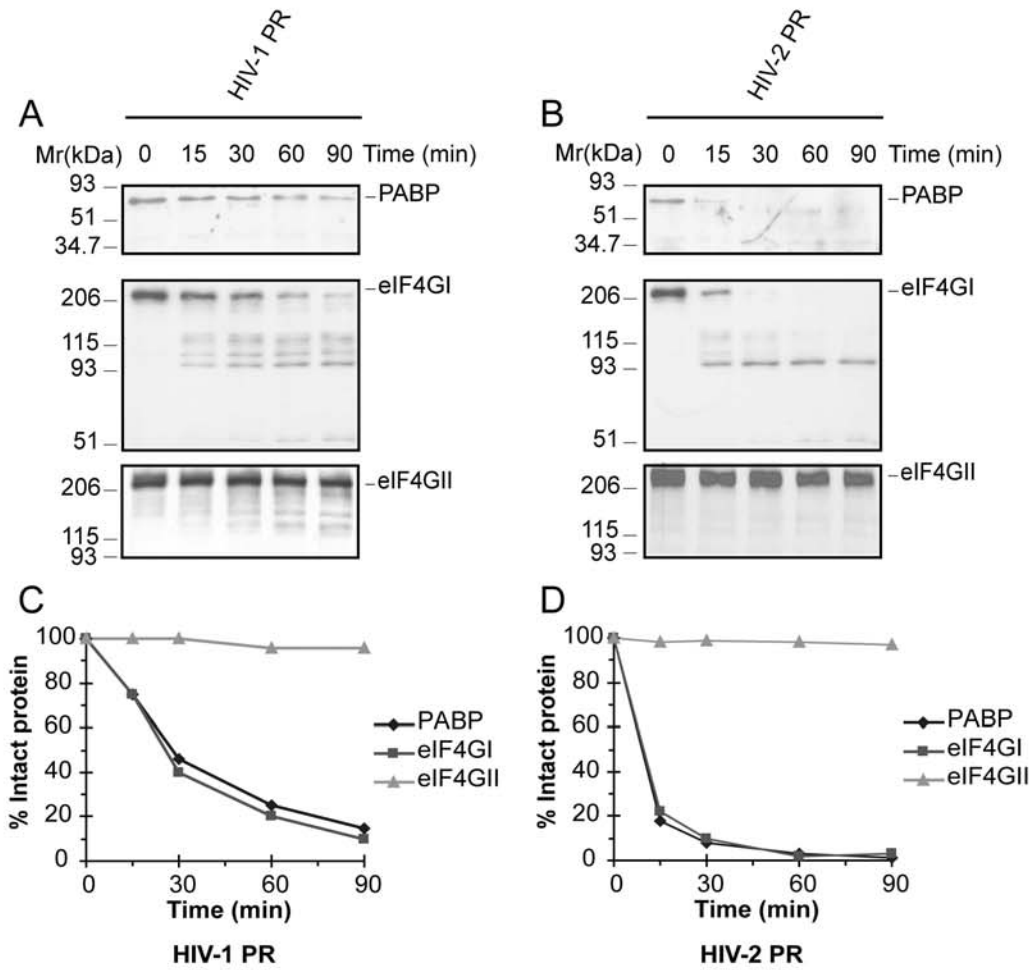 HIV-1 PR
A
Mr(kDa) 0 15 30 60 90 Time (min)
93
51
34.7
PABP
206
115
93
51
eIF4GI
206
115
93
eIF4GII
HIV-2 PR
B
Mr(kDa) 0 15 30 60 90 Time (min)
93
51
34.7
PABP
206
115
93
51
eIF4GI
206
115
93
eIF4GII
C
% Intact protein
100
80
60
40
20
0
0 30 60 90
Time (min)
PABP
eIF4GI
eIF4GII
HIV-1 PR
D
% Intact protein
100
80
60
40
20
0
0 30 60 90
Time (min)
PABP
eIF4GI
eIF4GII
HIV-2 PR